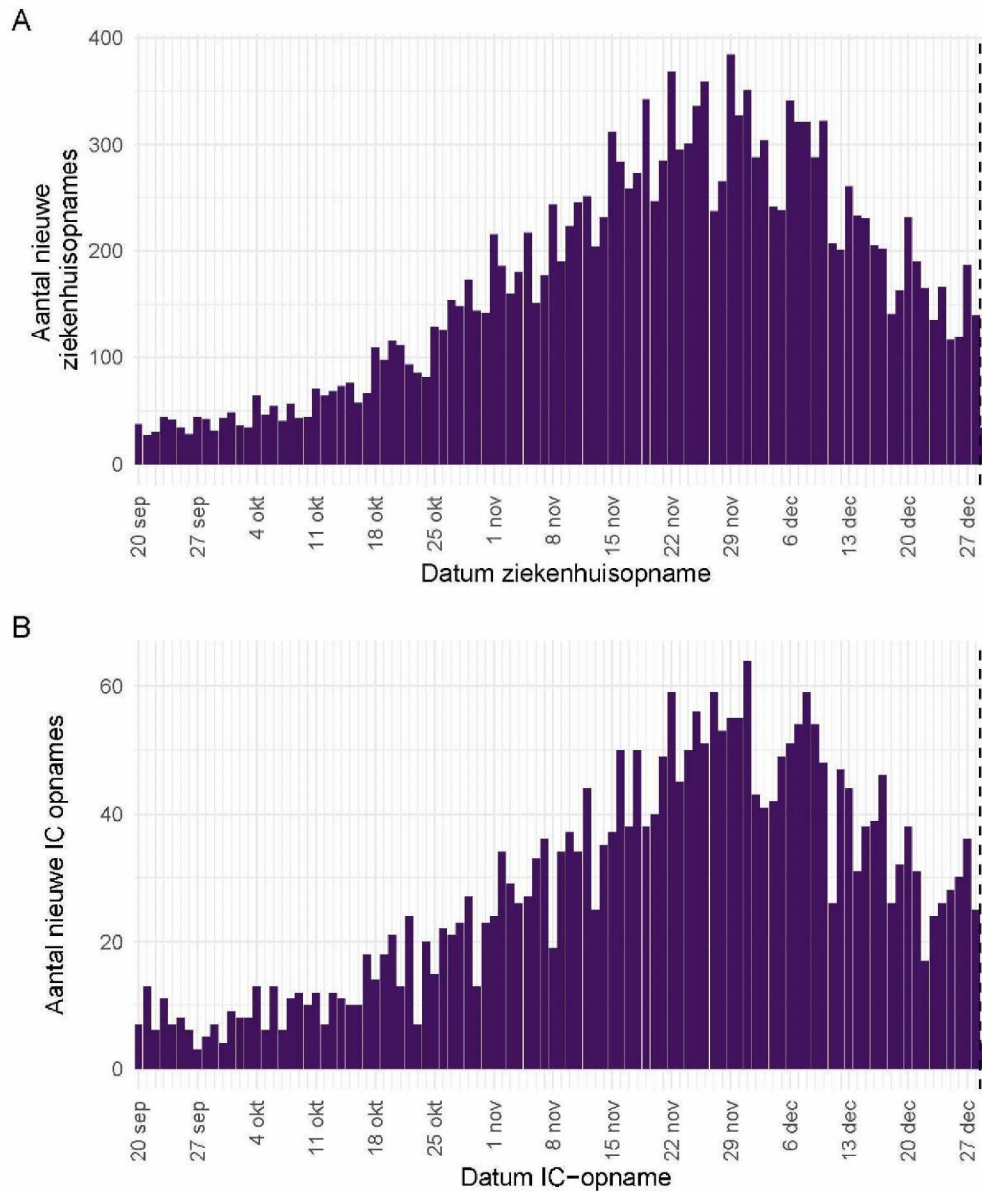 A
400
300
200
100
0
Aantal nieuwe
ziekenhuisopnames
20 sep
27 sep
4 okt
11 okt
18 okt
25 okt
1 nov
8 nov
15 nov
22 nov
29 nov
6 dec
13 dec
20 dec
27 dec
Datum ziekenhuisopname
B
60
40
20
0
Aantal nieuwe IC opnames
20 sep
27 sep
4 okt
11 okt
18 okt
25 okt
1 nov
8 nov
15 nov
22 nov
29 nov
6 dec
13 dec
20 dec
27 dec
Datum IC-opname